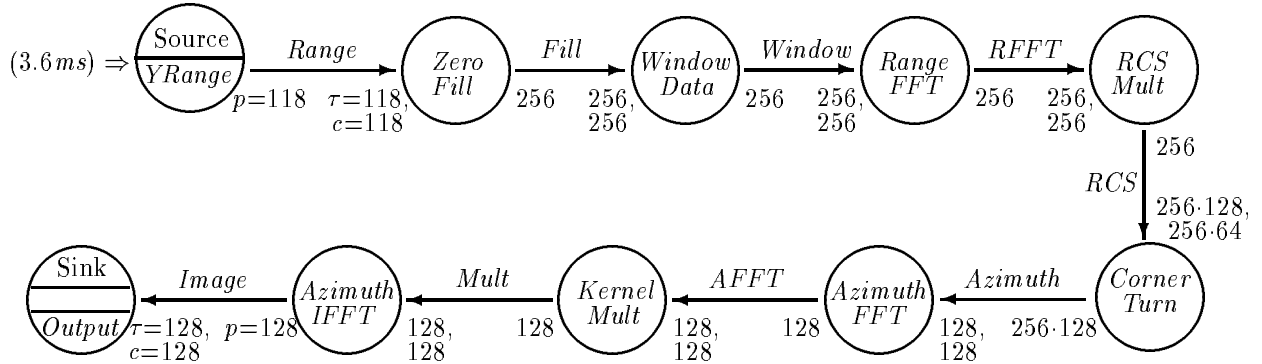 (3.6ms) ⇒
Source
YRange
Range
p=118
τ=118,
c=118
Zero
Fill
Fill
256
256,
256
Window
Data
Window
256
256,
256
Range
FFT
RFFT
256
256,
256
RCS
Mult
256
RCS
256·128,
256·64
Corner
Turn
Azimuth
256·128
128,
128
Azimuth
FFT
AFFT
128
128,
128
Kernel
Mult
Mult
128
128,
128
Azimuth
IFFT
Image
p=128
τ=128,
c=128
Sink
Output